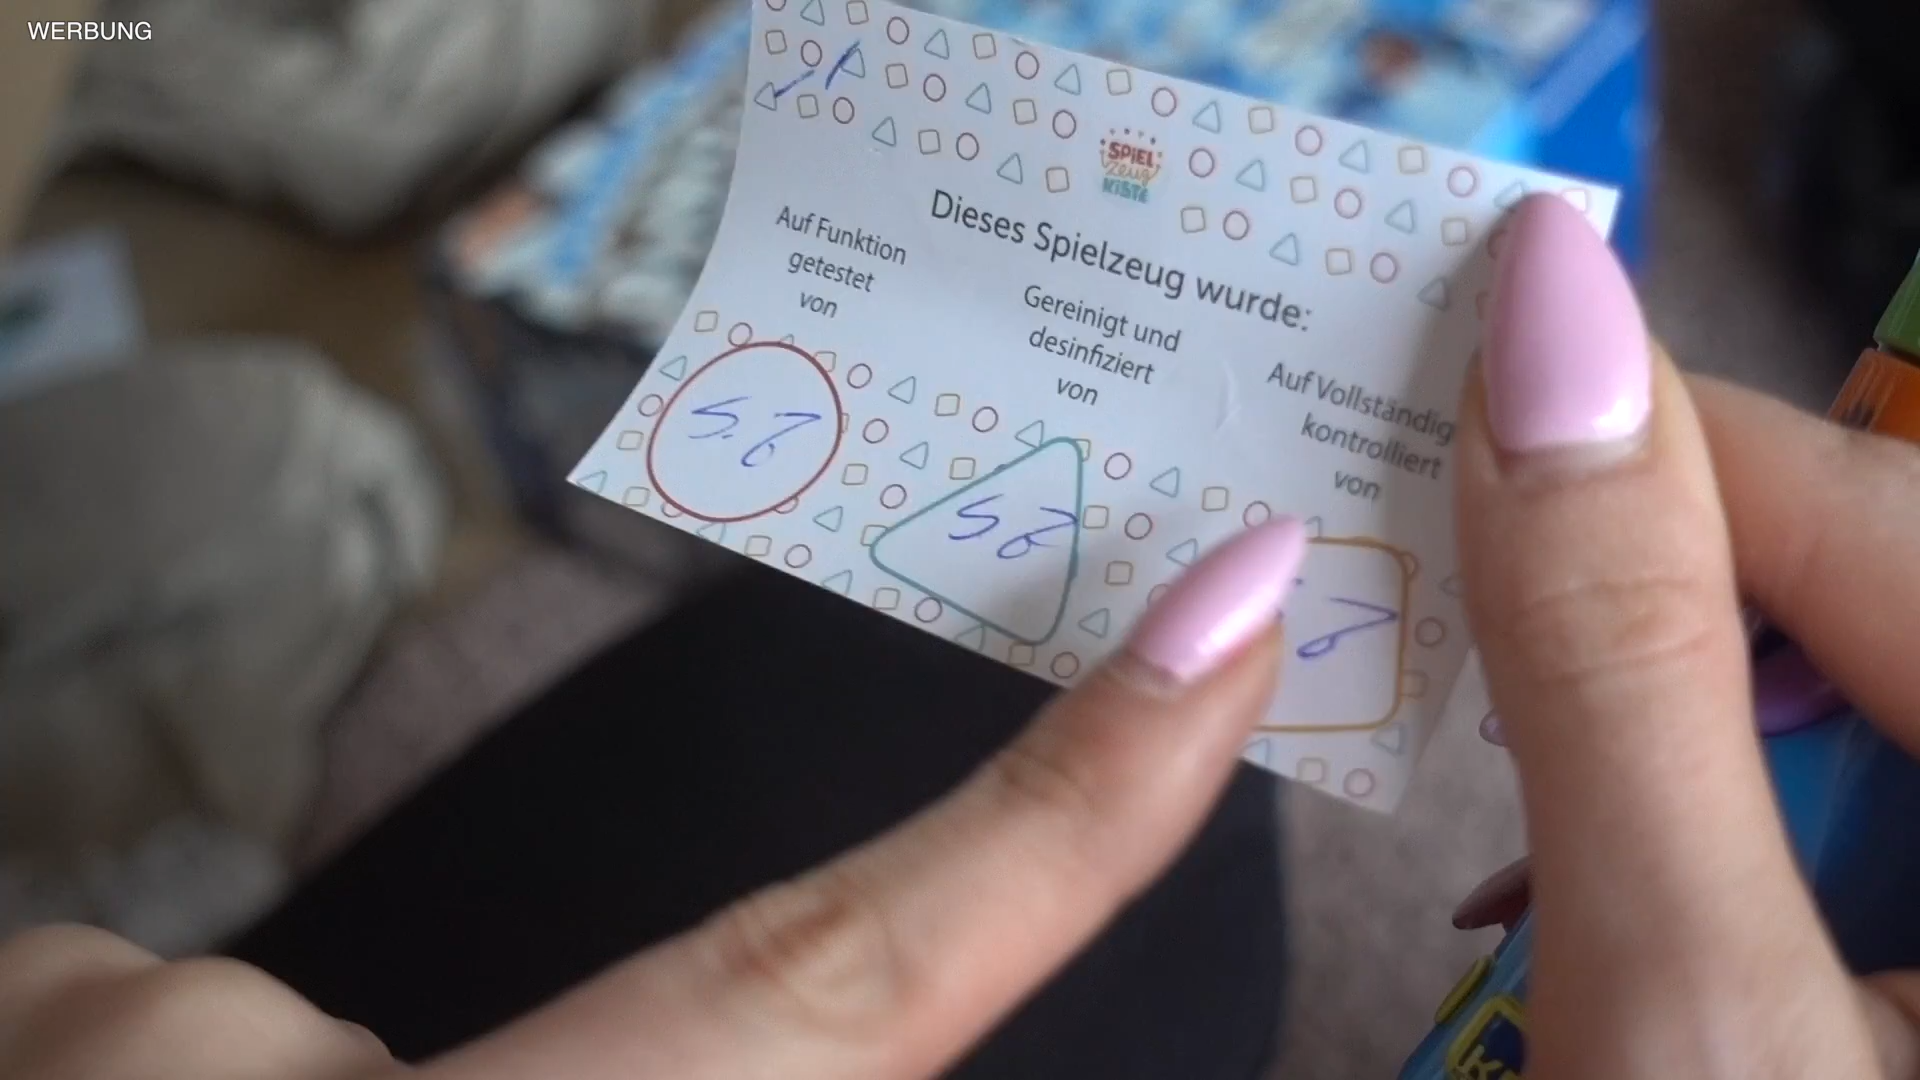 WERBUNG
SPIEL
zeug
KiSTE
Dieses Spielzeug wurde:
Auf Funktion
getestet
von
Gereinigt und
desinfiziert
von
Auf Vollständig
kontrolliert
von